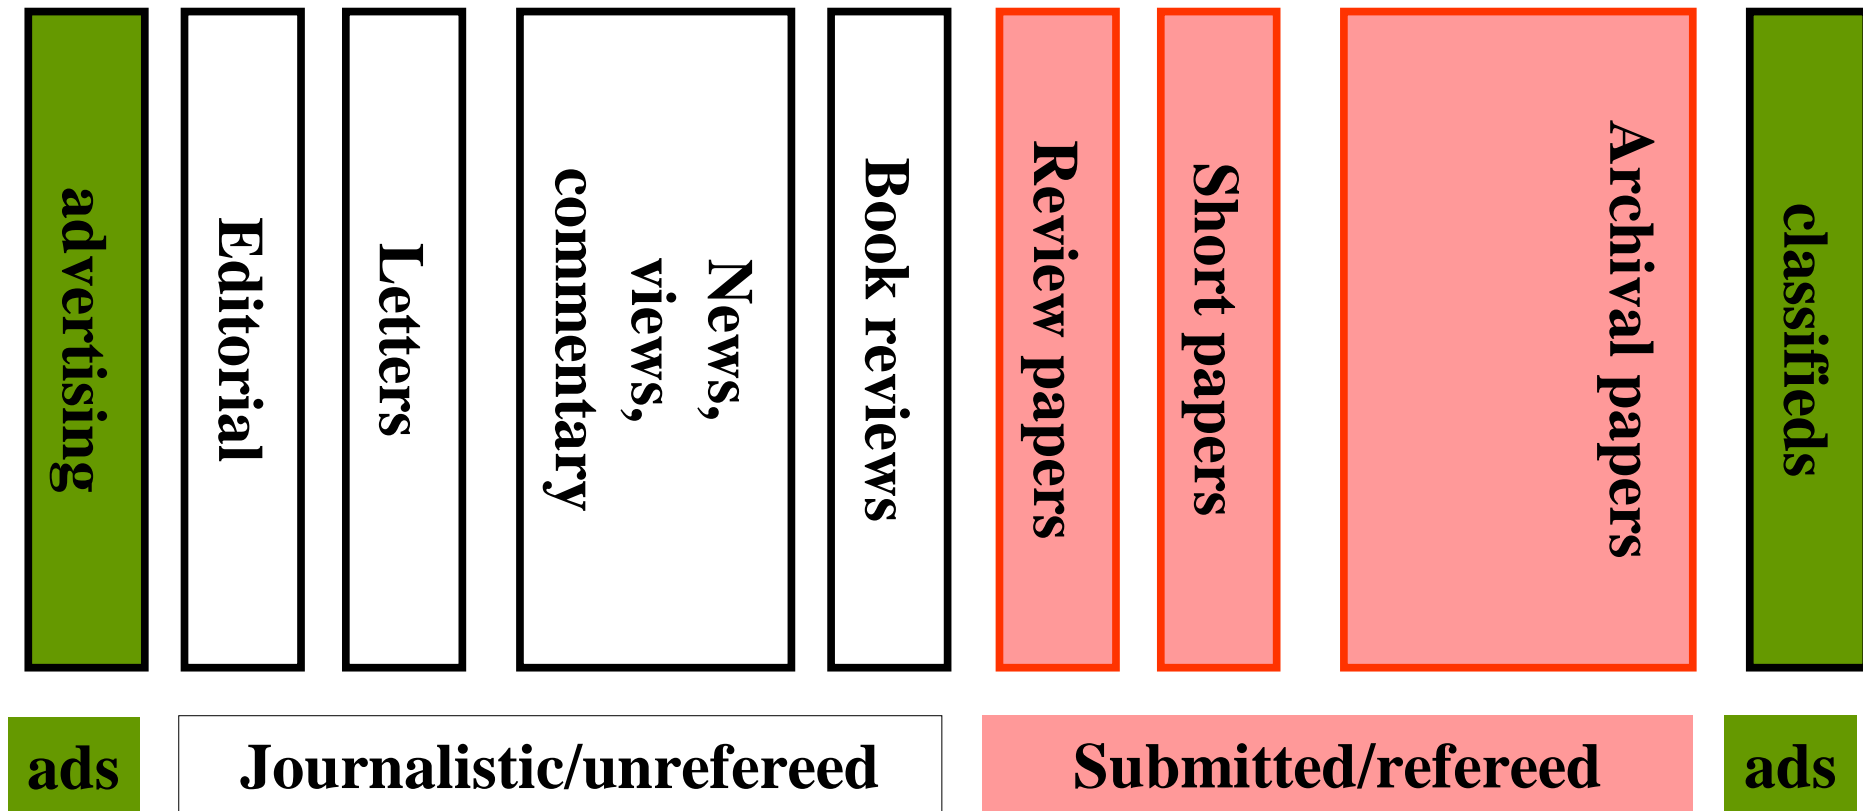 advertising
Editorial
Letters
News,
views,
commentary
Book reviews
Review papers
Short papers
Archival papers
classifieds
ads
Journalistic/unrefereed
Submitted/refereed
ads